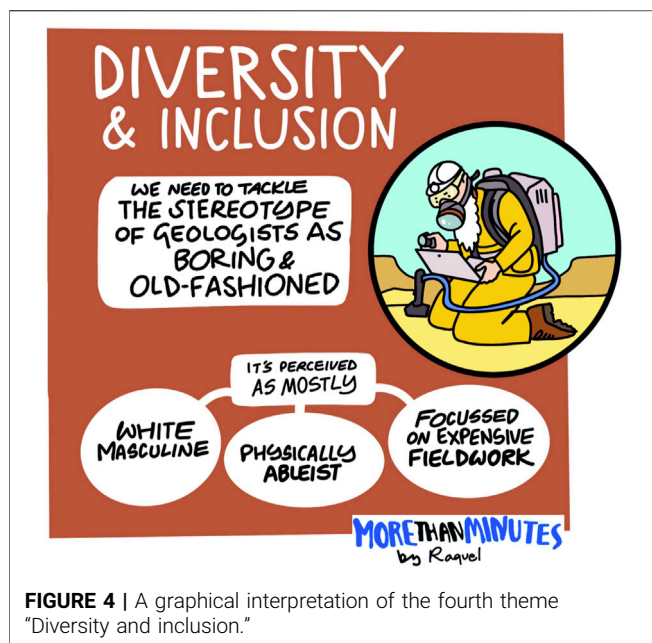 DIVERSITY
& INCLUSION
WE NEED TO TACKLE
THE STEREOTYPE
OF GEOLOGISTS AS
BORING &
OLD-FASHIONED
IT'S PERCEIVED
AS MOSTLY
WHITE
MASCULINE
PHYSICALLY
ABLEIST
FOCUSSED
ON EXPENSIVE
FIELDWORK
MORETHANMINUTES
by Raquel
FIGURE 4 | A graphical interpretation of the fourth theme
“Diversity and inclusion.”